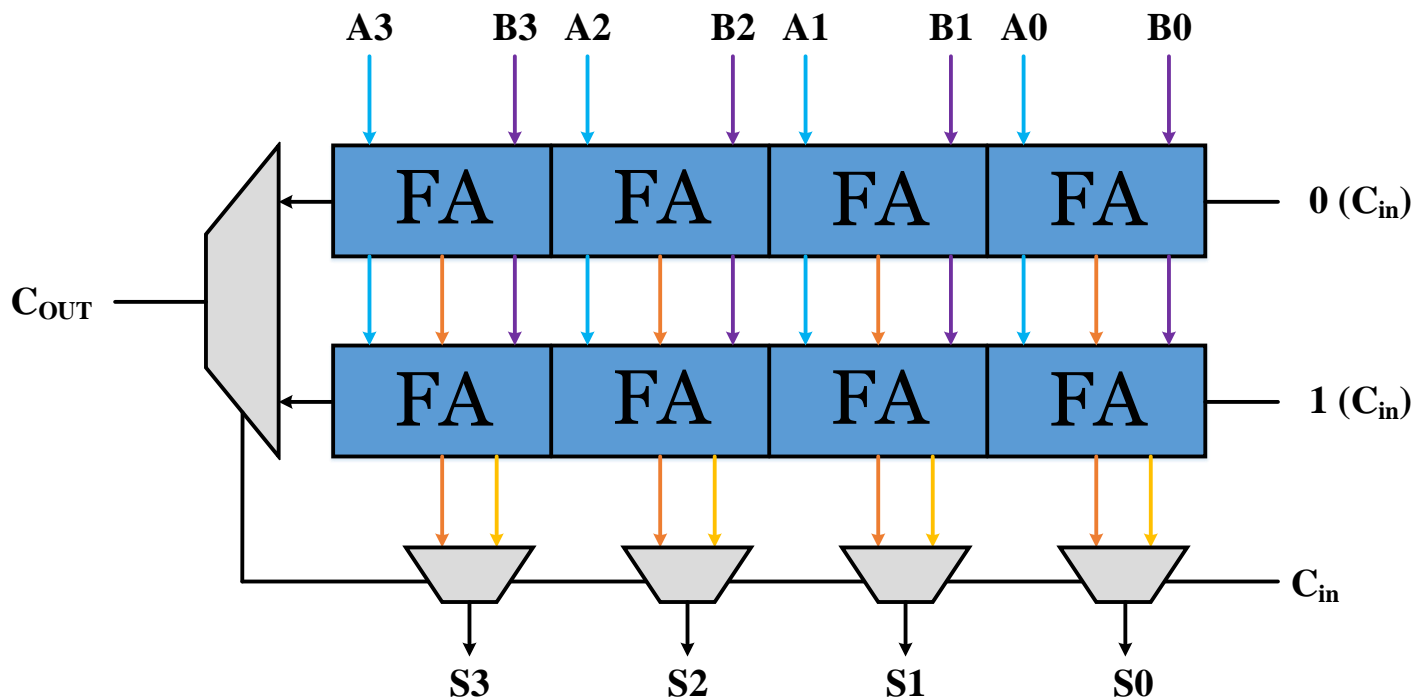 A3 B3 A2 B2 A1 B1 A0 B0
FA FA FA FA 0 (Cin)
COUT
FA FA FA FA 1 (Cin)
Cin
S3 S2 S1 S0